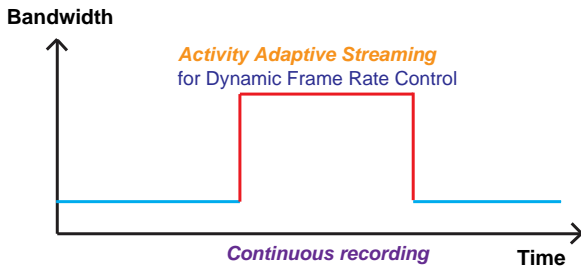 Bandwidth
Activity Adaptive Streaming
for Dynamic Frame Rate Control
Continuous recording
Time